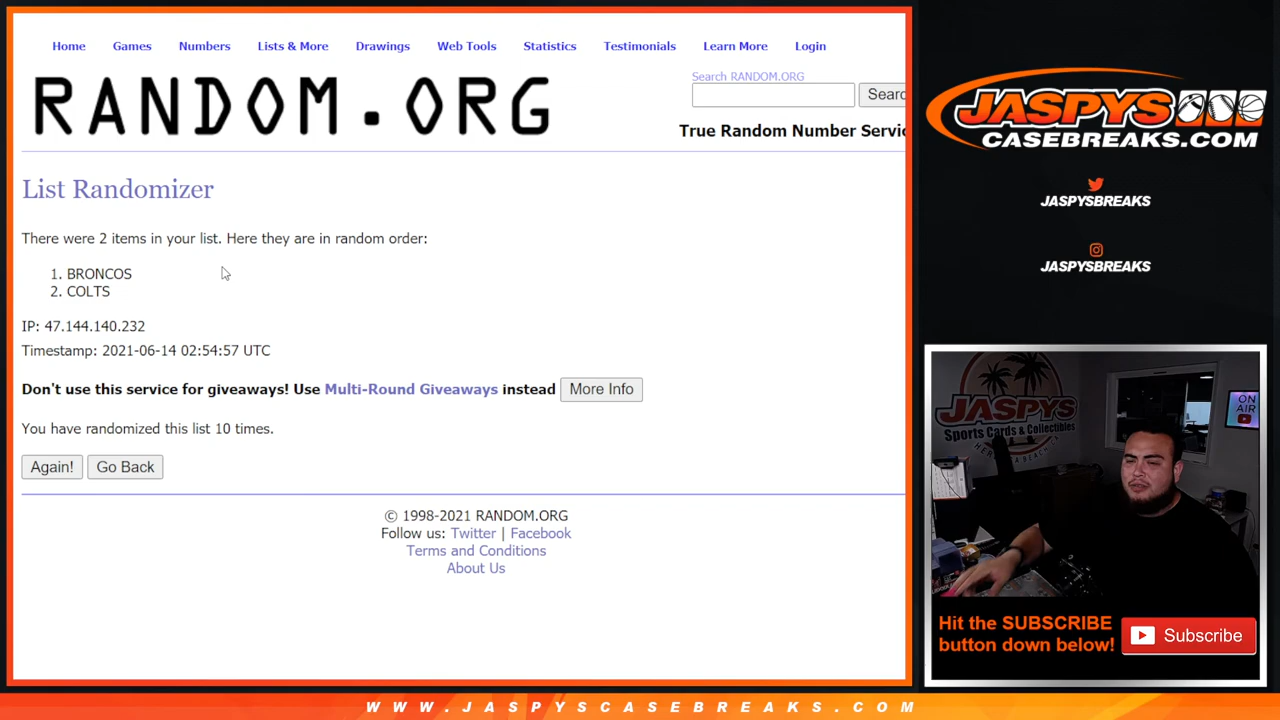 Home Games Numbers Lists & More Drawings Web Tools Statistics Testimonials Learn More Login
RANDOM.ORG
Search RANDOM.ORG
True Random Number Servic
List Randomizer
There were 2 items in your list. Here they are in random order:
1. BRONCOS
2. COLTS
IP: 47.144.140.232
Timestamp: 2021-06-14 02:54:57 UTC
Don't use this service for giveaways! Use Multi-Round Giveaways instead More Info
You have randomized this list 10 times.
Again! Go Back
© 1998-2021 RANDOM.ORG
Follow us: Twitter | Facebook
Terms and Conditions
About Us
JASPYS
CASEBREAKS.COM
JASPYSBREAKS
JASPYSBREAKS
JASPYS
Sports Cards & Collectibles
ON
AIR
Hit the SUBSCRIBE
button down below!
Subscribe
WWW.JASPYSCASEBREAKS.COM